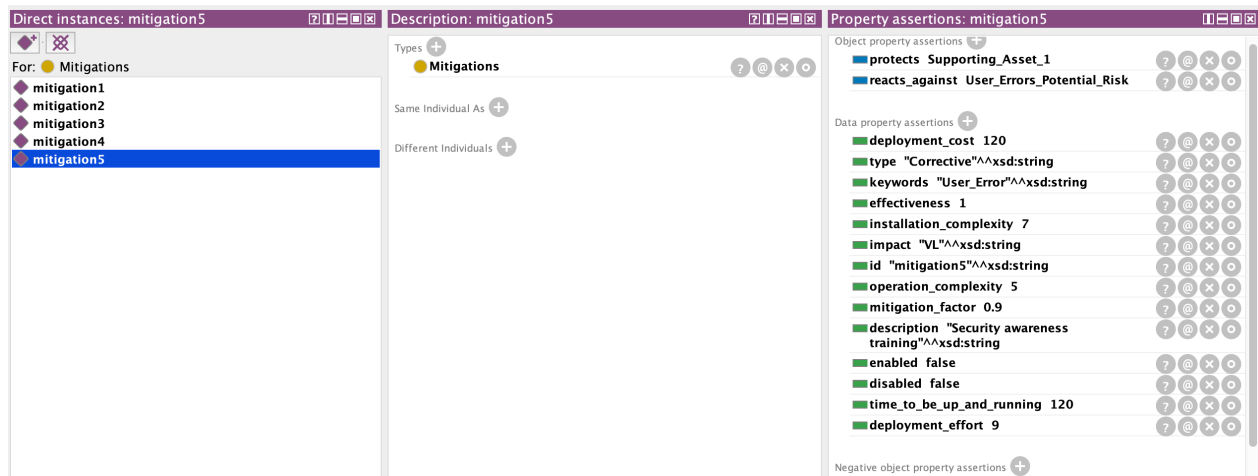 Direct instances: mitigation5
For: Mitigations
mitigation1
mitigation2
mitigation3
mitigation4
mitigation5
Description: mitigation5
Types
Mitigations
Same Individual As
Different Individuals
Property assertions: mitigation5
Object property assertions
protects Supporting_Asset_1
reacts_against User_Errors_Potential_Risk
Data property assertions
deployment_cost 120
type "Corrective"^^xsd:string
keywords "User_Error"^^xsd:string
effectiveness 1
installation_complexity 7
impact "VL"^^xsd:string
id "mitigation5"^^xsd:string
operation_complexity 5
mitigation_factor 0.9
description "Security awareness
training"^^xsd:string
enabled false
disabled false
time_to_be_up_and_running 120
deployment_effort 9
Negative object property assertions